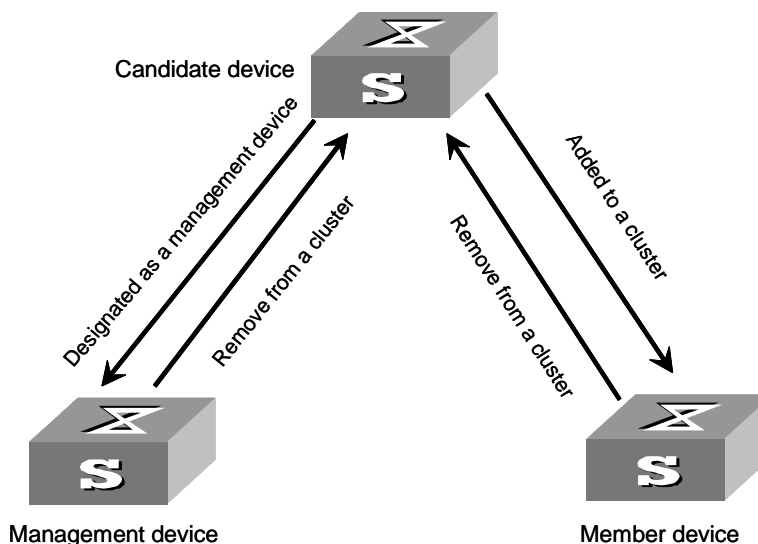 Candidate device
S
Designated as a management device
Remove from a cluster
Remove from a cluster
Added to a cluster
S
S
Management device
Member device